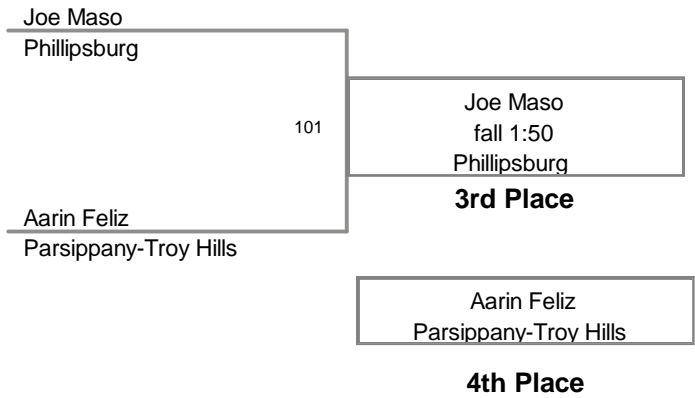 Joe Maso
Phillipsburg
101
Joe Maso
fall 1:50
Phillipsburg
3rd Place
Aarin Feliz
Parsippany-Troy Hills
Aarin Feliz
Parsippany-Troy Hills
4th Place